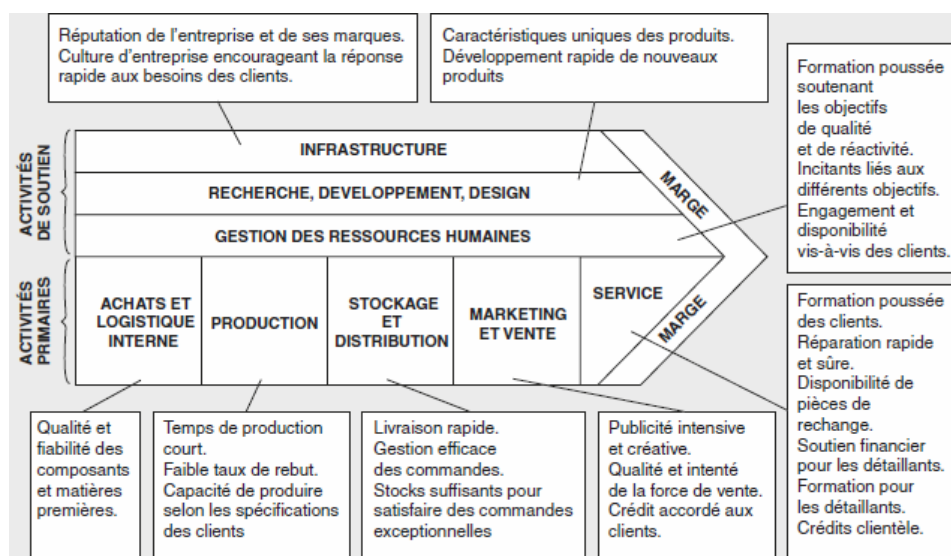 Réputation de l'entreprise et de ses marques.
Culture d'entreprise encourageant la réponse
rapide aux besoins des clients.
Caractéristiques uniques des produits.
Développement rapide de nouveaux
produits
Formation poussée
soutenant
les objectifs
de qualité
et de réactivité.
Incitants liés aux
différents objectifs.
Engagement et
disponibilité
vis-à-vis des clients.
ACTIVITÉS
DE SOUTIEN
INFRASTRUCTURE
RECHERCHE, DEVELOPPEMENT, DESIGN
GESTION DES RESSOURCES HUMAINES
MARGE
ACTIVITÉS
PRIMAIRES
ACHATS ET
LOGISTIQUE
INTERNE
PRODUCTION
STOCKAGE
ET
DISTRIBUTION
MARKETING
ET VENTE
SERVICE
MARGE
Formation poussée
des clients.
Réparation rapide
et sûre.
Disponibilité de
pièces de
rechange.
Soutien financier
pour les détaillants.
Formation pour
les détaillants.
Crédits clientèle.
Qualité et
fiabilité des
composants
et matières
premières.
Temps de production
court.
Faible taux de rebut.
Capacité de produire
selon les spécifications
des clients
Livraison rapide.
Gestion efficace
des commandes.
Stocks suffisants pour
satisfaire des commandes
exceptionnelles
Publicité intensive
et créative.
Qualité et intenté
de la force de vente.
Crédit accordé aux
clients.